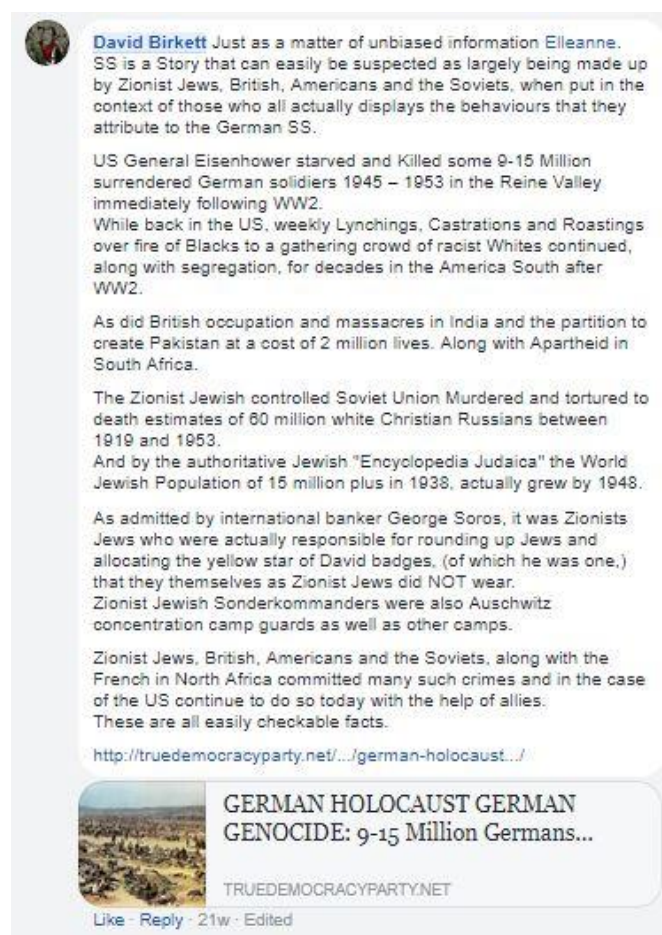 David Birkett Just as a matter of unbiased information Elleanne.
SS is a Story that can easily be suspected as largely being made up
by Zionist Jews, British, Americans and the Soviets, when put in the
context of those who all actually displays the behaviours that they
attribute to the German SS.
US General Eisenhower starved and Killed some 9-15 Million
surrendered German solidiers 1945 – 1953 in the Reine Valley
immediately following WW2.
While back in the US, weekly Lynchings, Castrations and Roastings
over fire of Blacks to a gathering crowd of racist Whites continued,
along with segregation, for decades in the America South after
WW2.
As did British occupation and massacres in India and the partition to
create Pakistan at a cost of 2 million lives. Along with Apartheid in
South Africa.
The Zionist Jewish controlled Soviet Union Murdered and tortured to
death estimates of 60 million white Christian Russians between
1919 and 1953.
And by the authoritative Jewish "Encyclopedia Judaica" the World
Jewish Population of 15 million plus in 1938, actually grew by 1948.
As admitted by international banker George Soros, it was Zionists
Jews who were actually responsible for rounding up Jews and
allocating the yellow star of David badges, (of which he was one,)
that they themselves as Zionist Jews did NOT wear.
Zionist Jewish Sonderkommanders were also Auschwitz
concentration camp guards as well as other camps.
Zionist Jews, British, Americans and the Soviets, along with the
French in North Africa committed many such crimes and in the case
of the US continue to do so today with the help of allies.
These are all easily checkable facts.
http://truedemocracyparty.net/.../german-holocaust.../
GERMAN HOLOCAUST GERMAN
GENOCIDE: 9-15 Million Germans...
TRUEDEMOCRACYPARTY.NET
Like · Reply · 21w · Edited